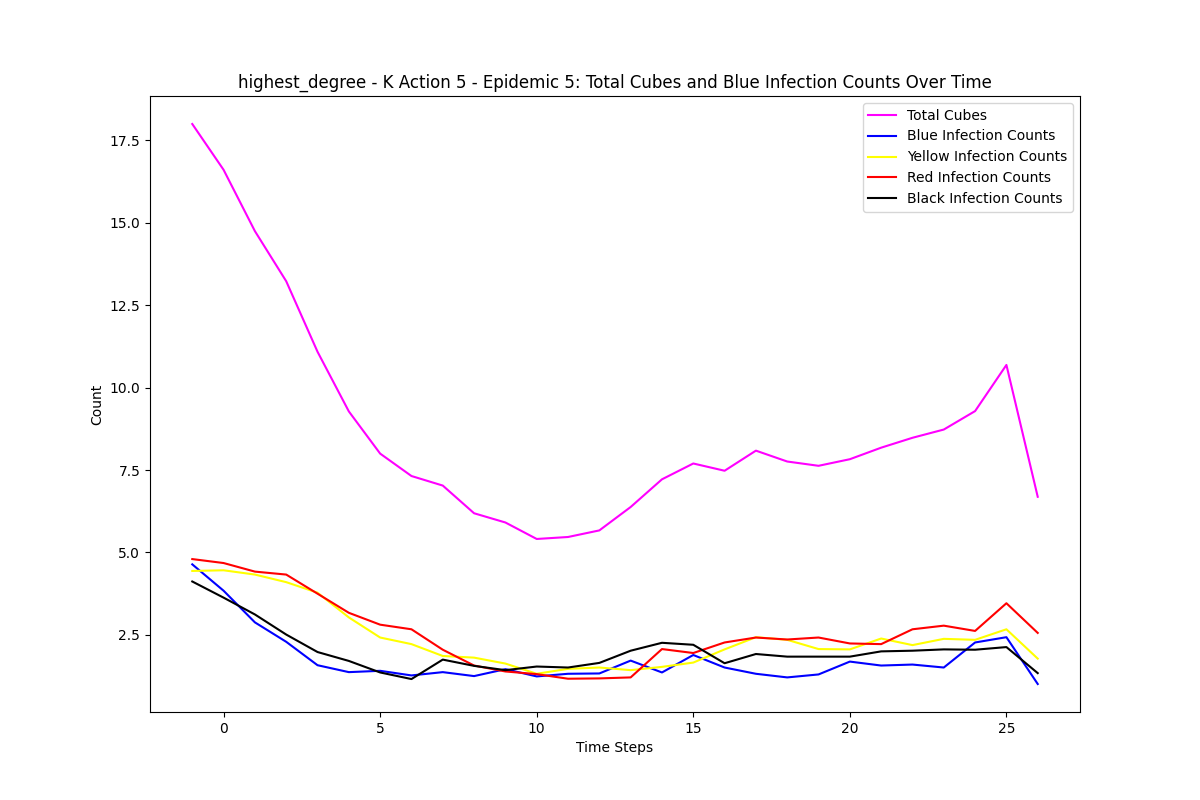 highest_degree - K Action 5 - Epidemic 5: Total Cubes and Blue Infection Counts Over Time
Total Cubes
Blue Infection Counts
Yellow Infection Counts
Red Infection Counts
Black Infection Counts
17.5
15.0
12.5
10.0
7.5
5.0
2.5
Count
0 5 10 15 20 25
Time Steps